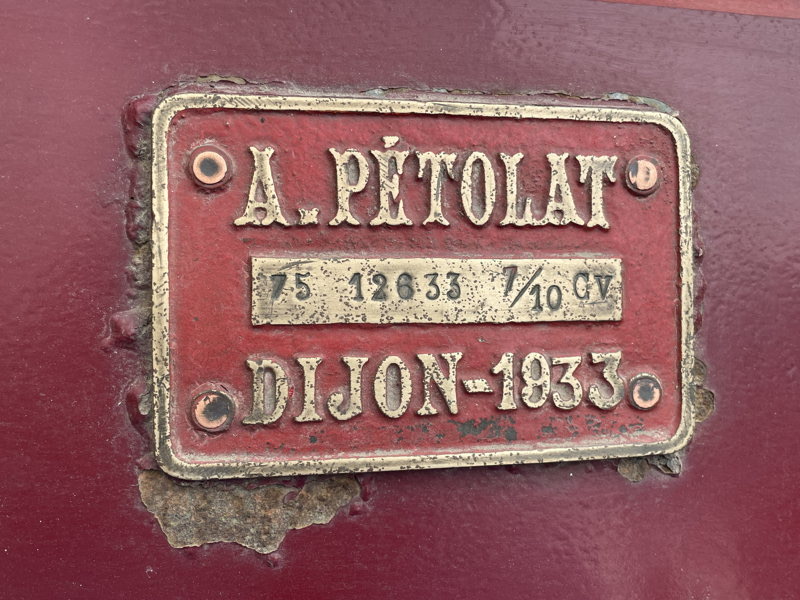 A. PÉTOLAT
75 12633 7/10 CV
DIJON-1933